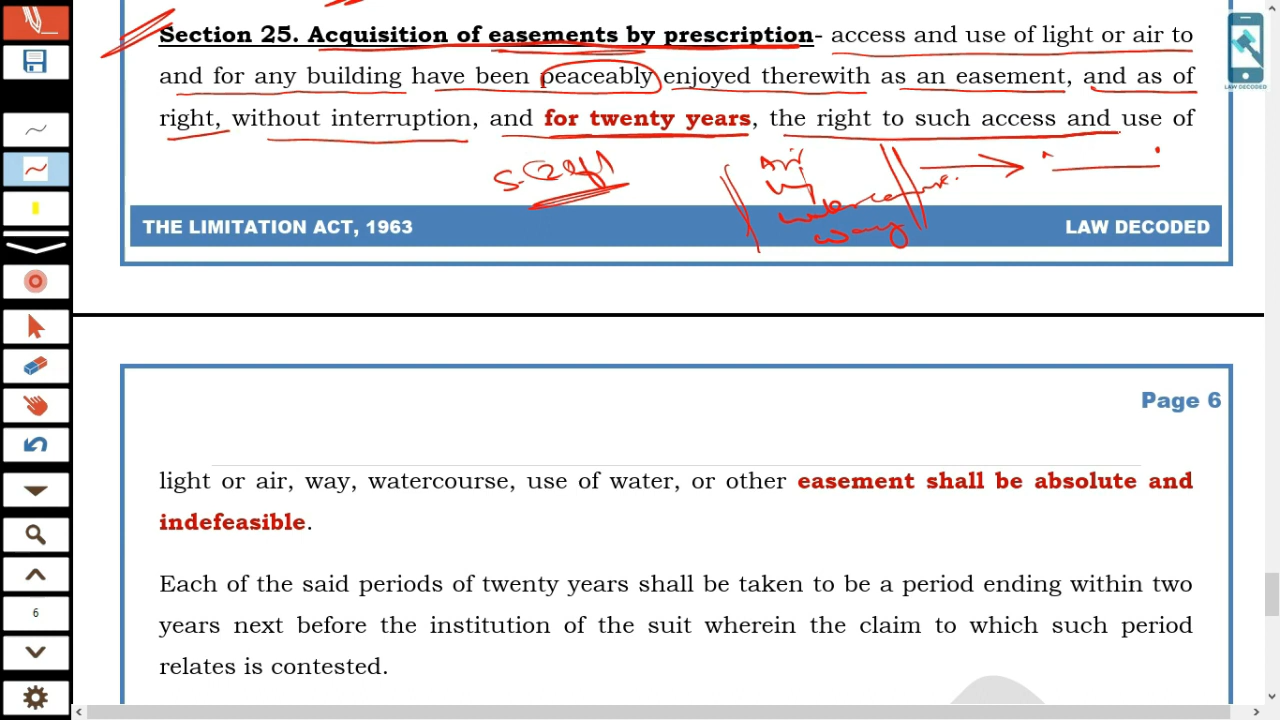 Section 25. Acquisition of easements by prescription- access and use of light or air to
and for any building have been peaceably enjoyed therewith as an easement, and as of
right, without interruption, and for twenty years, the right to such access and use of
Air
watercourse.
way
THE LIMITATION ACT, 1963
LAW DECODED
LAW DECODED
Page 6
light or air, way, watercourse, use of water, or other easement shall be absolute and
indefeasible.
Each of the said periods of twenty years shall be taken to be a period ending within two
years next before the institution of the suit wherein the claim to which such period
relates is contested.
6